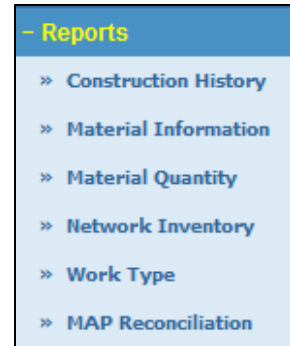 − Reports
» Construction History
» Material Information
» Material Quantity
» Network Inventory
» Work Type
» MAP Reconciliation